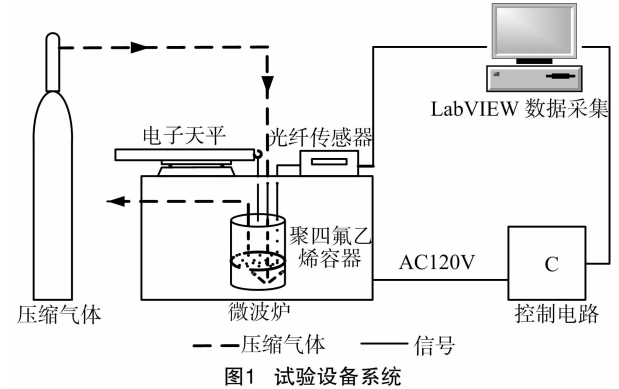 LabVIEW 数据采集
电子天平
光纤传感器
聚四氟乙
烯容器
AC120V
C
压缩气体
微波炉
控制电路
压缩气体
信号
图1 试验设备系统